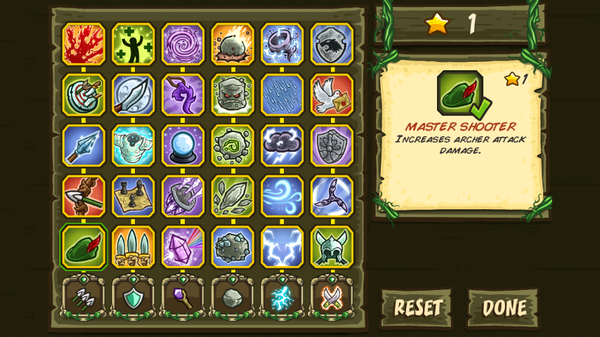 1
1
MASTER SHOOTER
INCREASES ARCHER ATTACK
DAMAGE.
RESET
DONE